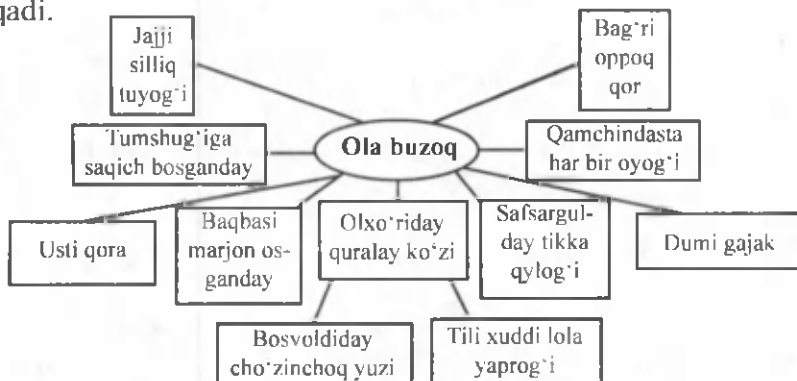 qadi.
Jajji
silliq
tuyog‘i
Bag‘ri
oppoq
qor
Tumshug‘iga
saqich bosganday
Ola buzoq
Qamchindasta
har bir oyog‘i
Usti qora
Baqbasi
marjon os-
ganday
Olxo‘riday
quralay ko‘zi
Safsargul-
day tikka
qylog‘i
Dumi gajak
Bosvoldiday
cho‘zinchoq yuzi
Tili xuddi lola
yaprog‘i